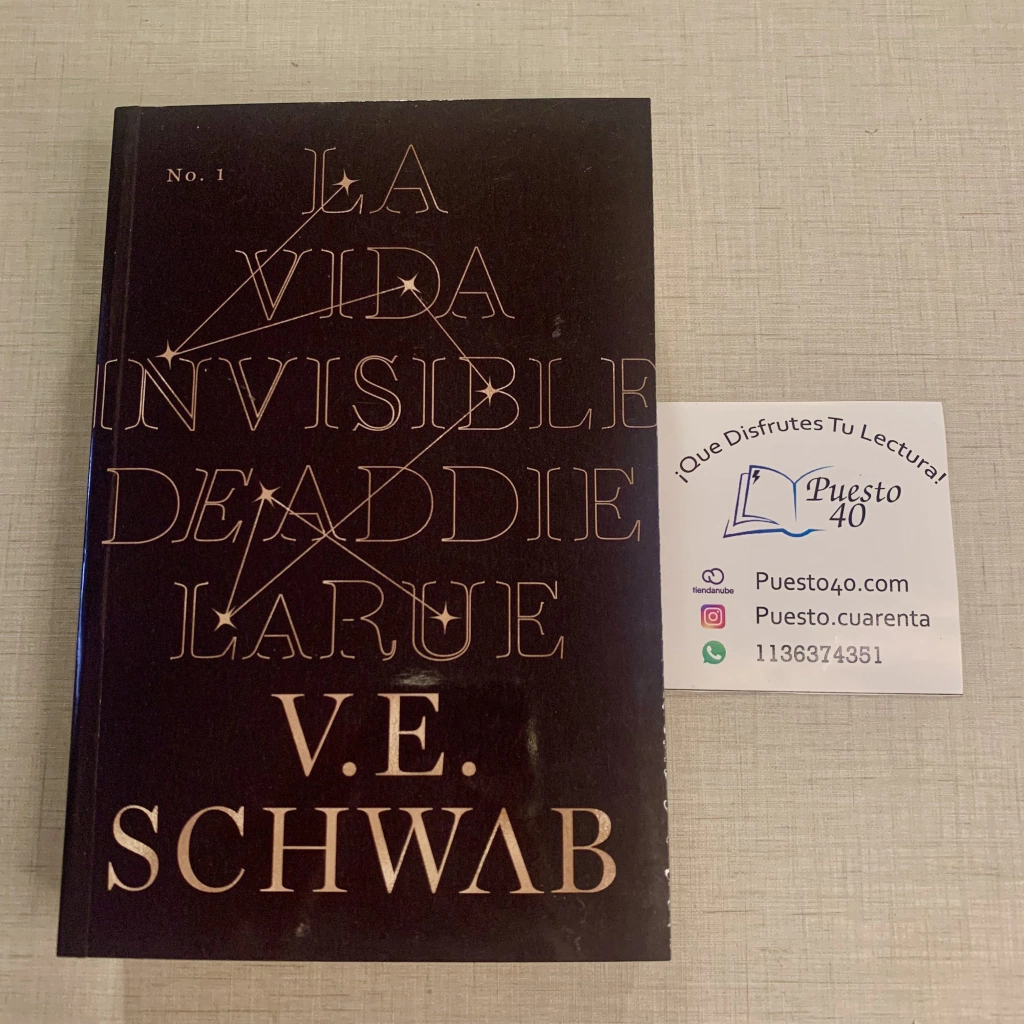 No. 1
LA
VIDA
INVISIBLE
DE ADDIE
LARUE
V.E.
SCHWAB
¡Que Disfrutes Tu Lectura!
Puesto
40
tiendanube
Puesto40.com
Puesto.cuarenta
1136374351